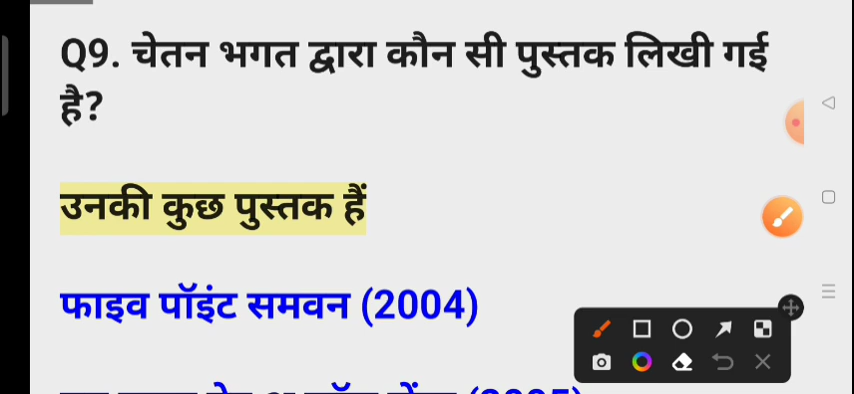 Q9. चेतन भगत द्वारा कौन सी पुस्तक लिखी गई
है?
उनकी कुछ पुस्तक हैं
फाइव पॉइंट समवन (2004)